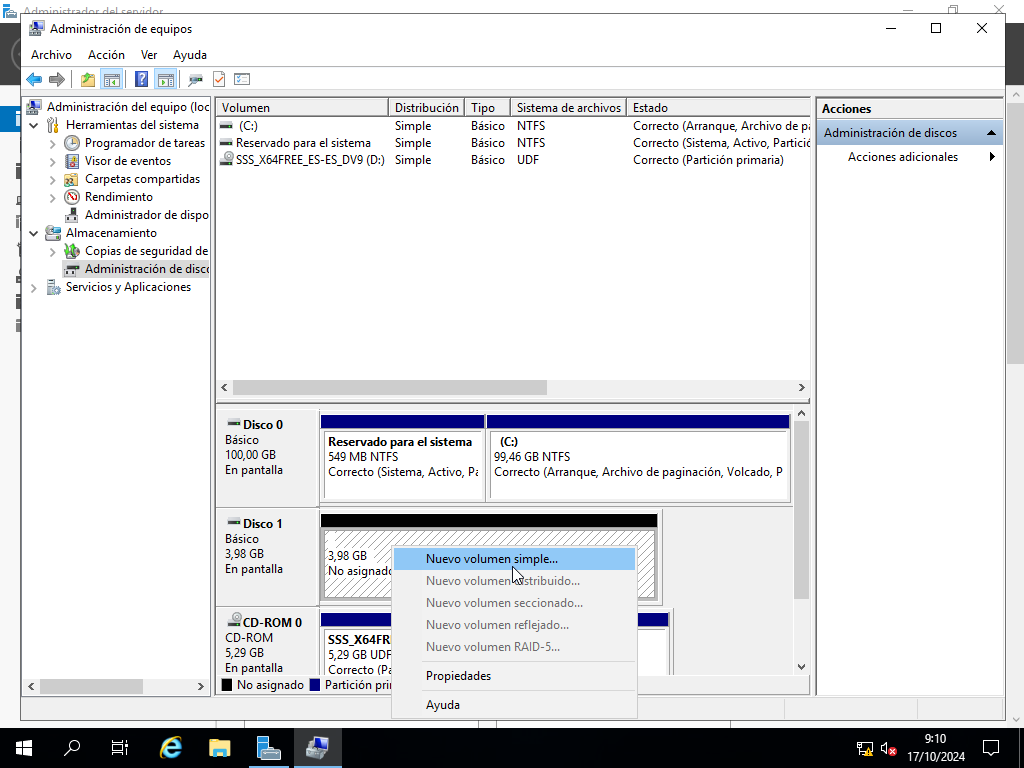 Administrador del servidor
Administración de equipos
Archivo Acción Ver Ayuda
Administración del equipo (loc
Herramientas del sistema
Programador de tareas
Visor de eventos
Carpetas compartidas
Rendimiento
Administrador de dispo
Almacenamiento
Copias de seguridad de
Administración de disco
Servicios y Aplicaciones
Volumen Distribución Tipo Sistema de archivos Estado
(C:) Simple Básico NTFS Correcto (Arranque, Archivo de pa
Reservado para el sistema Simple Básico NTFS Correcto (Sistema, Activo, Partició
SSS_X64FREE_ES-ES_DV9 (D:) Simple Básico UDF Correcto (Partición primaria)
Acciones
Administración de discos
Acciones adicionales
Disco 0
Básico
100,00 GB
En pantalla
Reservado para el sistema
549 MB NTFS
Correcto (Sistema, Activo, Pa
(C:)
99,46 GB NTFS
Correcto (Arranque, Archivo de paginación, Volcado, P
Disco 1
Básico
3,98 GB
En pantalla
3,98 GB
No asignado
CD-ROM 0
CD-ROM
5,29 GB
En pantalla
SSS_X64FR
5,29 GB UDF
Correcto (Pa
No asignado Partición pri
Nuevo volumen simple...
Nuevo volumen distribuido...
Nuevo volumen seccionado...
Nuevo volumen reflejado...
Nuevo volumen RAID-5...
Propiedades
Ayuda
9:10
17/10/2024